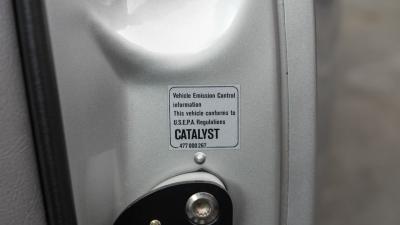 Vehicle Emission Control
information
This vehicle conforms to
U.S.E.P.A. Regulations
CATALYST
477 000 267